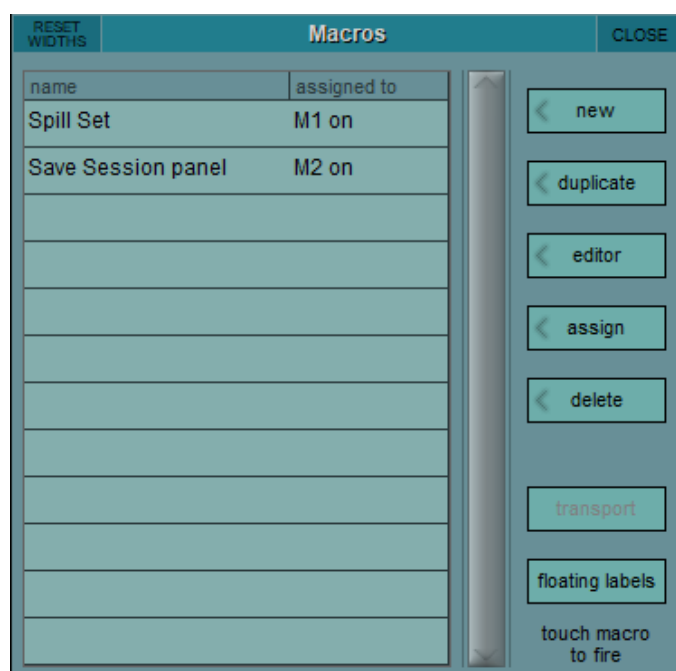 RESET
WIDTHS
Macros
CLOSE
name assigned to
Spill Set M1 on
Save Session panel M2 on
new
duplicate
editor
assign
delete
transport
floating labels
touch macro
to fire